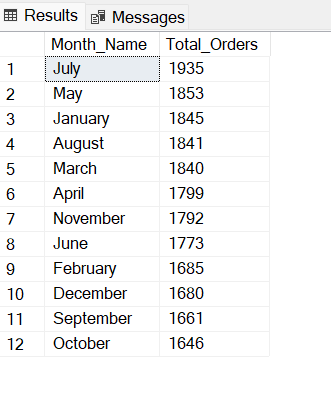 Results Messages
Month_Name Total_Orders
1 July 1935
2 May 1853
3 January 1845
4 August 1841
5 March 1840
6 April 1799
7 November 1792
8 June 1773
9 February 1685
10 December 1680
11 September 1661
12 October 1646